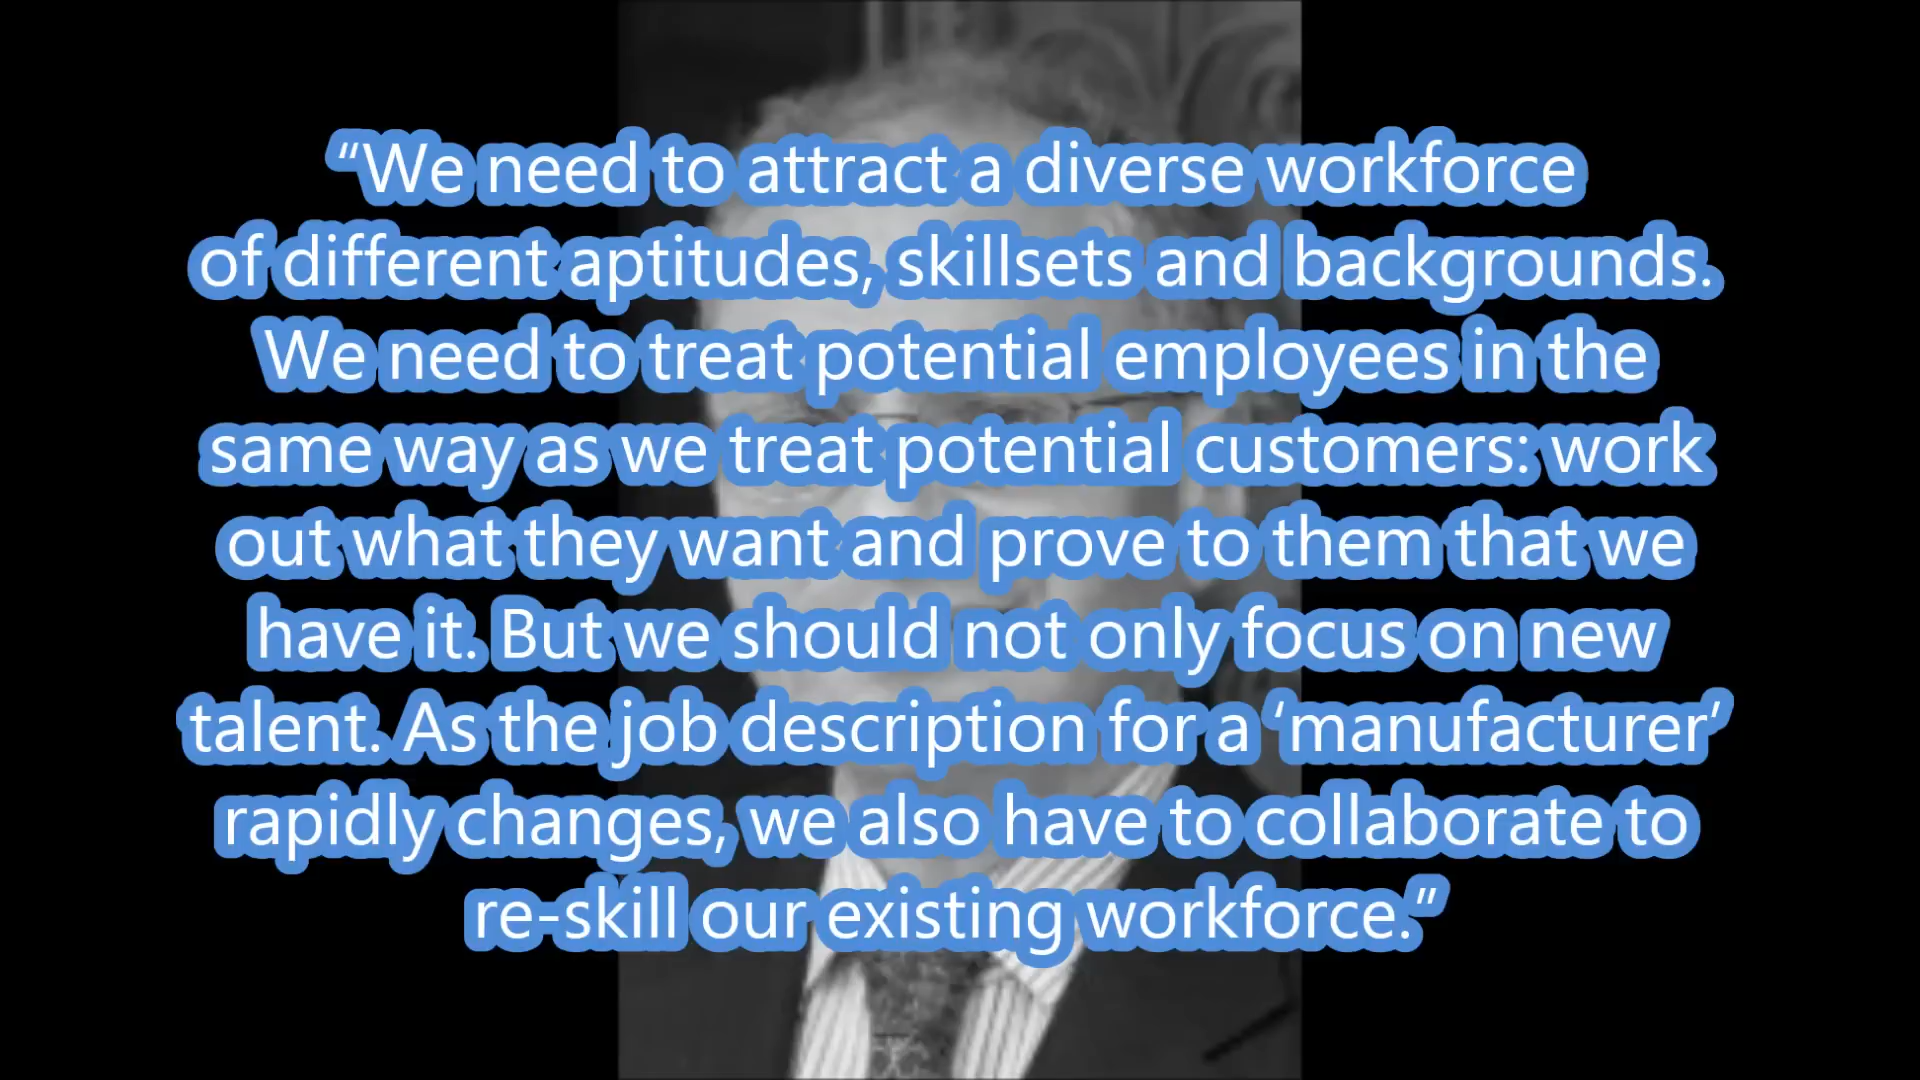 “We need to attract a diverse workforce
of different aptitudes, skillsets and backgrounds.
We need to treat potential employees in the
same way as we treat potential customers: work
out what they want and prove to them that we
have it. But we should not only focus on new
talent. As the job description for a ‘manufacturer’
rapidly changes, we also have to collaborate to
re-skill our existing workforce.”